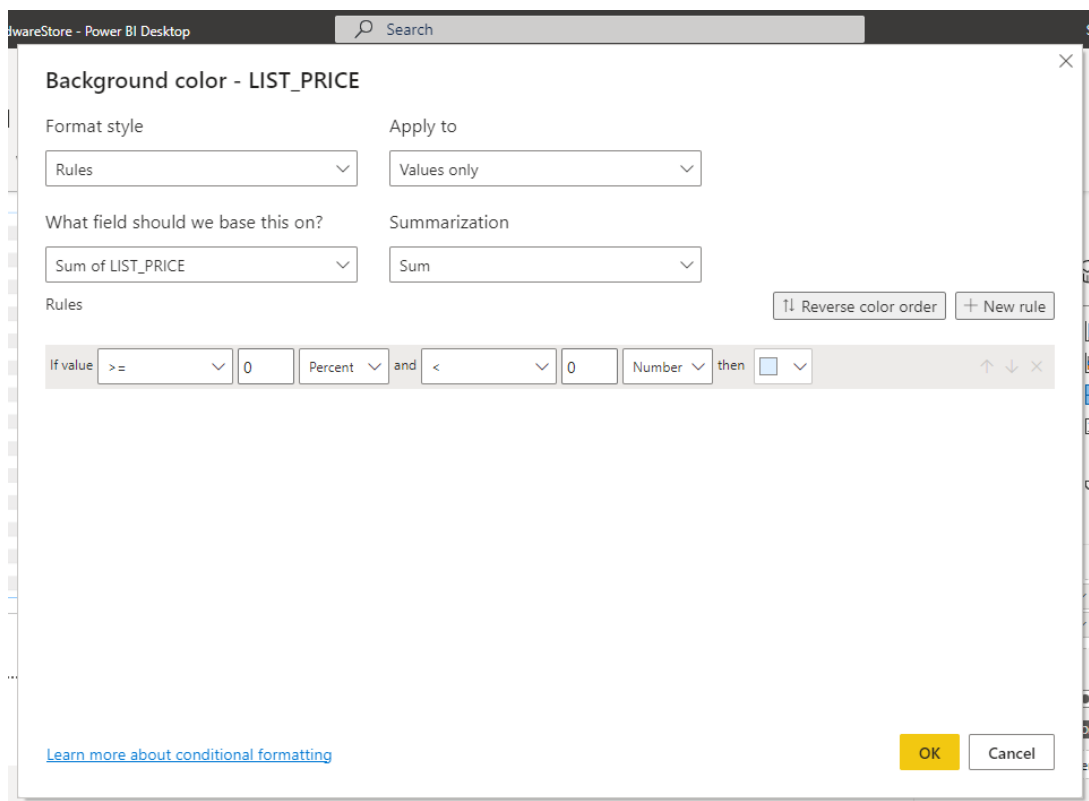 dwareStore - Power BI Desktop
Search
Background color - LIST_PRICE
Format style
Apply to
Rules
Values only
What field should we base this on?
Summarization
Sum of LIST_PRICE
Sum
Rules
Reverse color order
New rule
If value >= 0 Percent and < 0 Number then
Learn more about conditional formatting
OK
Cancel